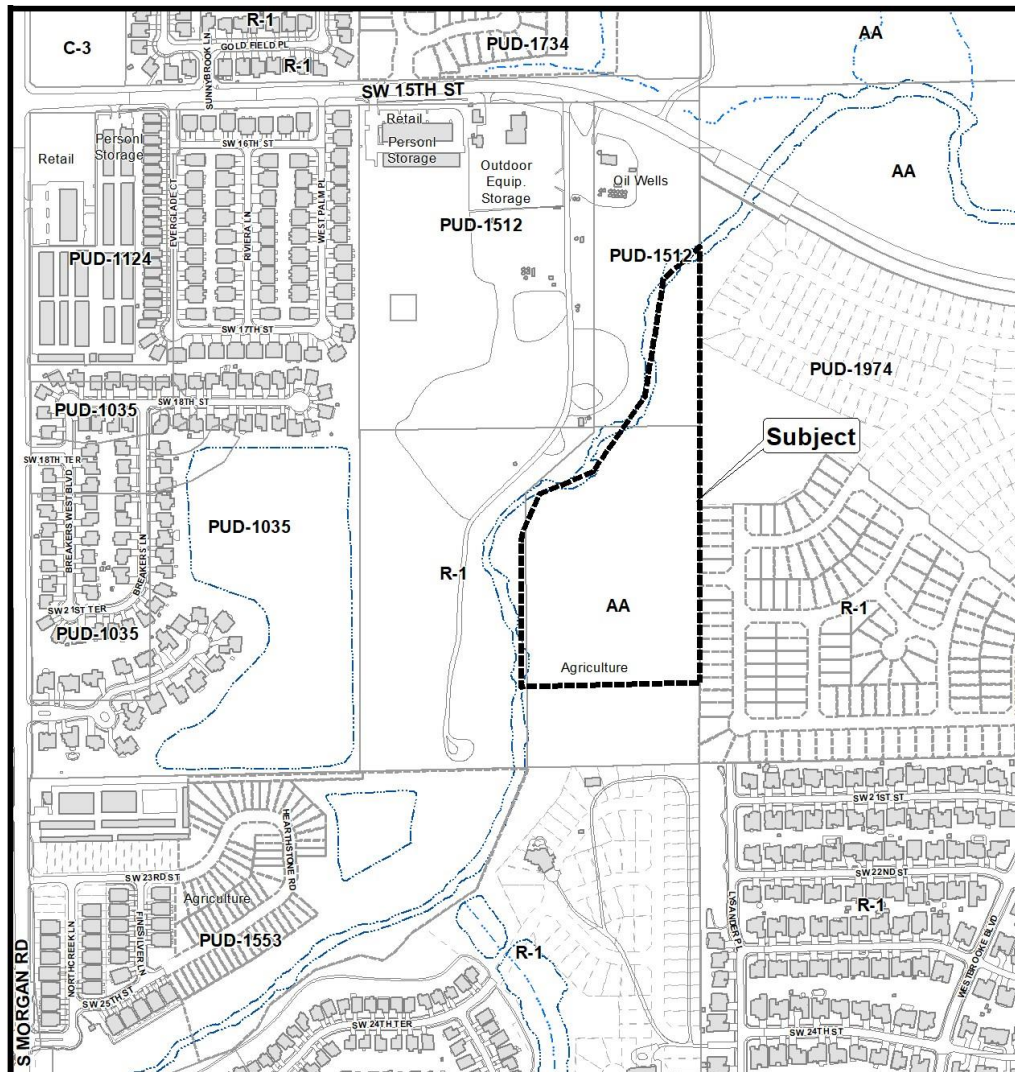 R-1
C-3
GOLD FIELD PL
SUNNYBROOK LN
R-1
PUD-1734
AA
SW 15TH ST
Retail
Personl
Storage
SW 16TH ST
Retail
Personl
Storage
Outdoor
Equip.
Storage
Oil Wells
AA
EVERGLADE CT
RIVIERA LN
WEST PALM PL
PUD-1512
PUD-1124
PUD-1512
SW 17TH ST
PUD-1974
SW 18TH ST
PUD-1035
Subject
SW 18TH TER
BREAKERS WEST BLVD
BREAKERS LN
PUD-1035
R-1
AA
R-1
SW 21ST TER
PUD-1035
Agriculture
SW 21ST ST
HEARTHSTONE RD
SW 23RD ST
Agriculture
SW 22ND ST
R-1
LYSANDER PL
WESTBROOKE BLVD
NORTHCREEK LN
FINNSILVER LN
PUD-1553
R-1
S MORGAN RD
SW 25TH ST
SW 24TH TER
SW 24TH ST